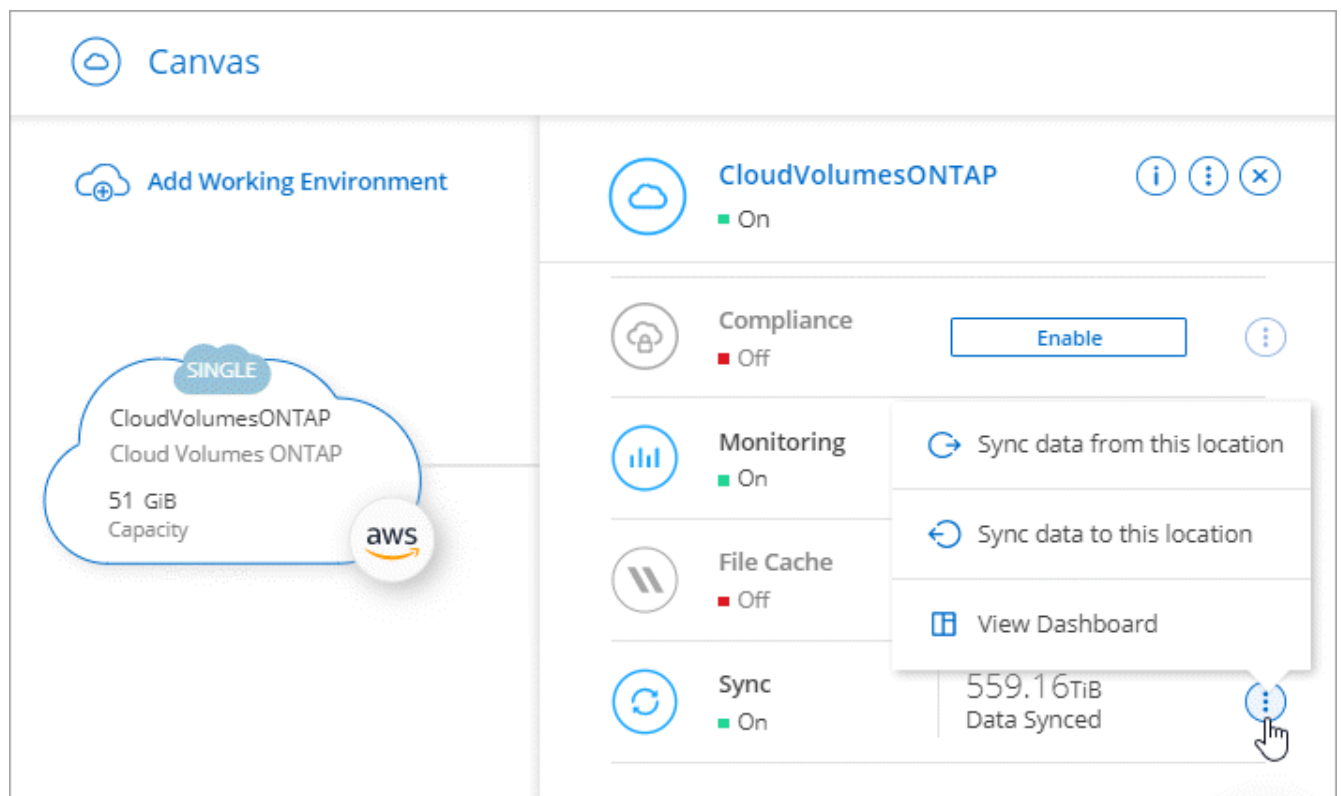 Canvas
Add Working Environment
SINGLE
CloudVolumesONTAP
Cloud Volumes ONTAP
51 GiB
Capacity
aws
CloudVolumesONTAP
On
Compliance
Off
Enable
Monitoring
On
File Cache
Off
Sync data from this location
Sync data to this location
View Dashboard
Sync
On
559.16TiB
Data Synced